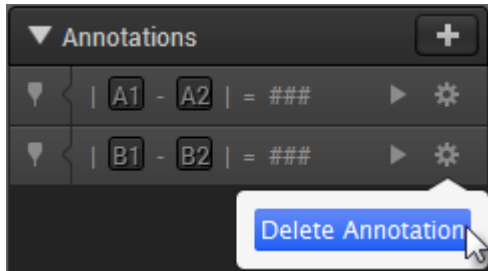 Annotations
| A1 - A2 | = ###
| B1 - B2 | = ###
Delete Annotation